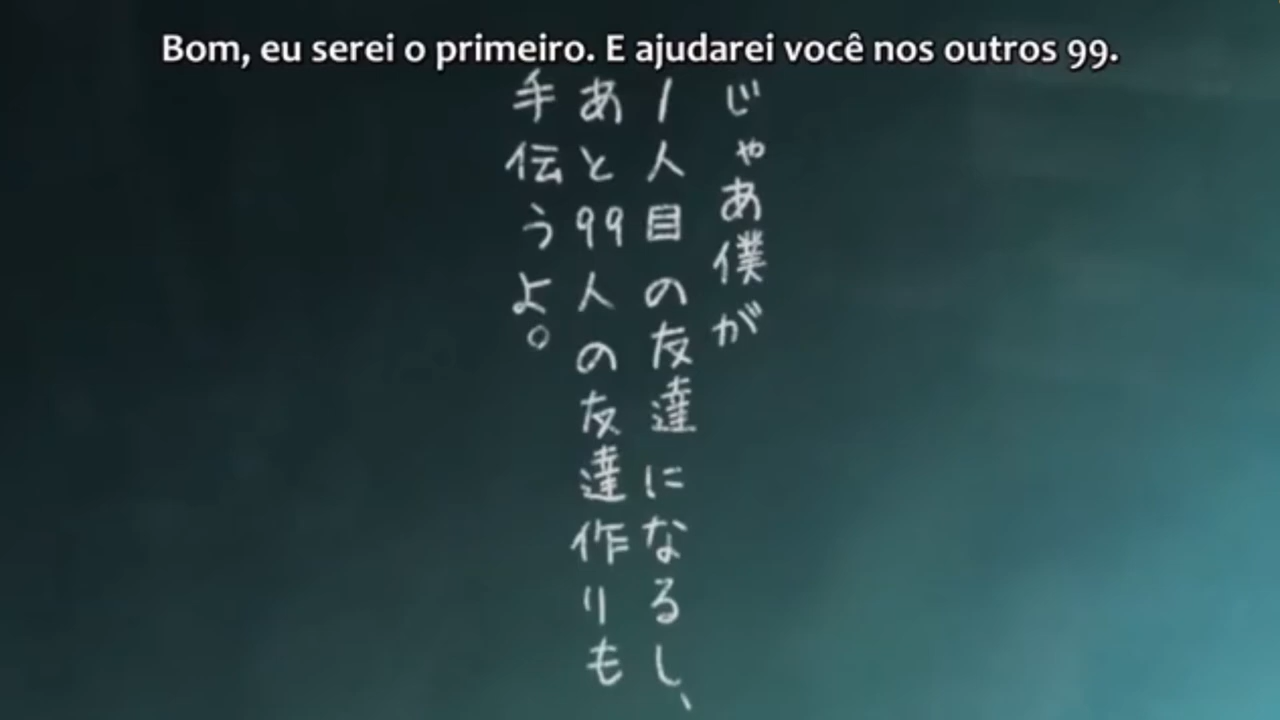 Bom, eu serei o primeiro. E ajudarei você nos outros 99.
じゃあ僕が
1人目の友達になるし、
あと99人の友達作りも
手伝うよ。